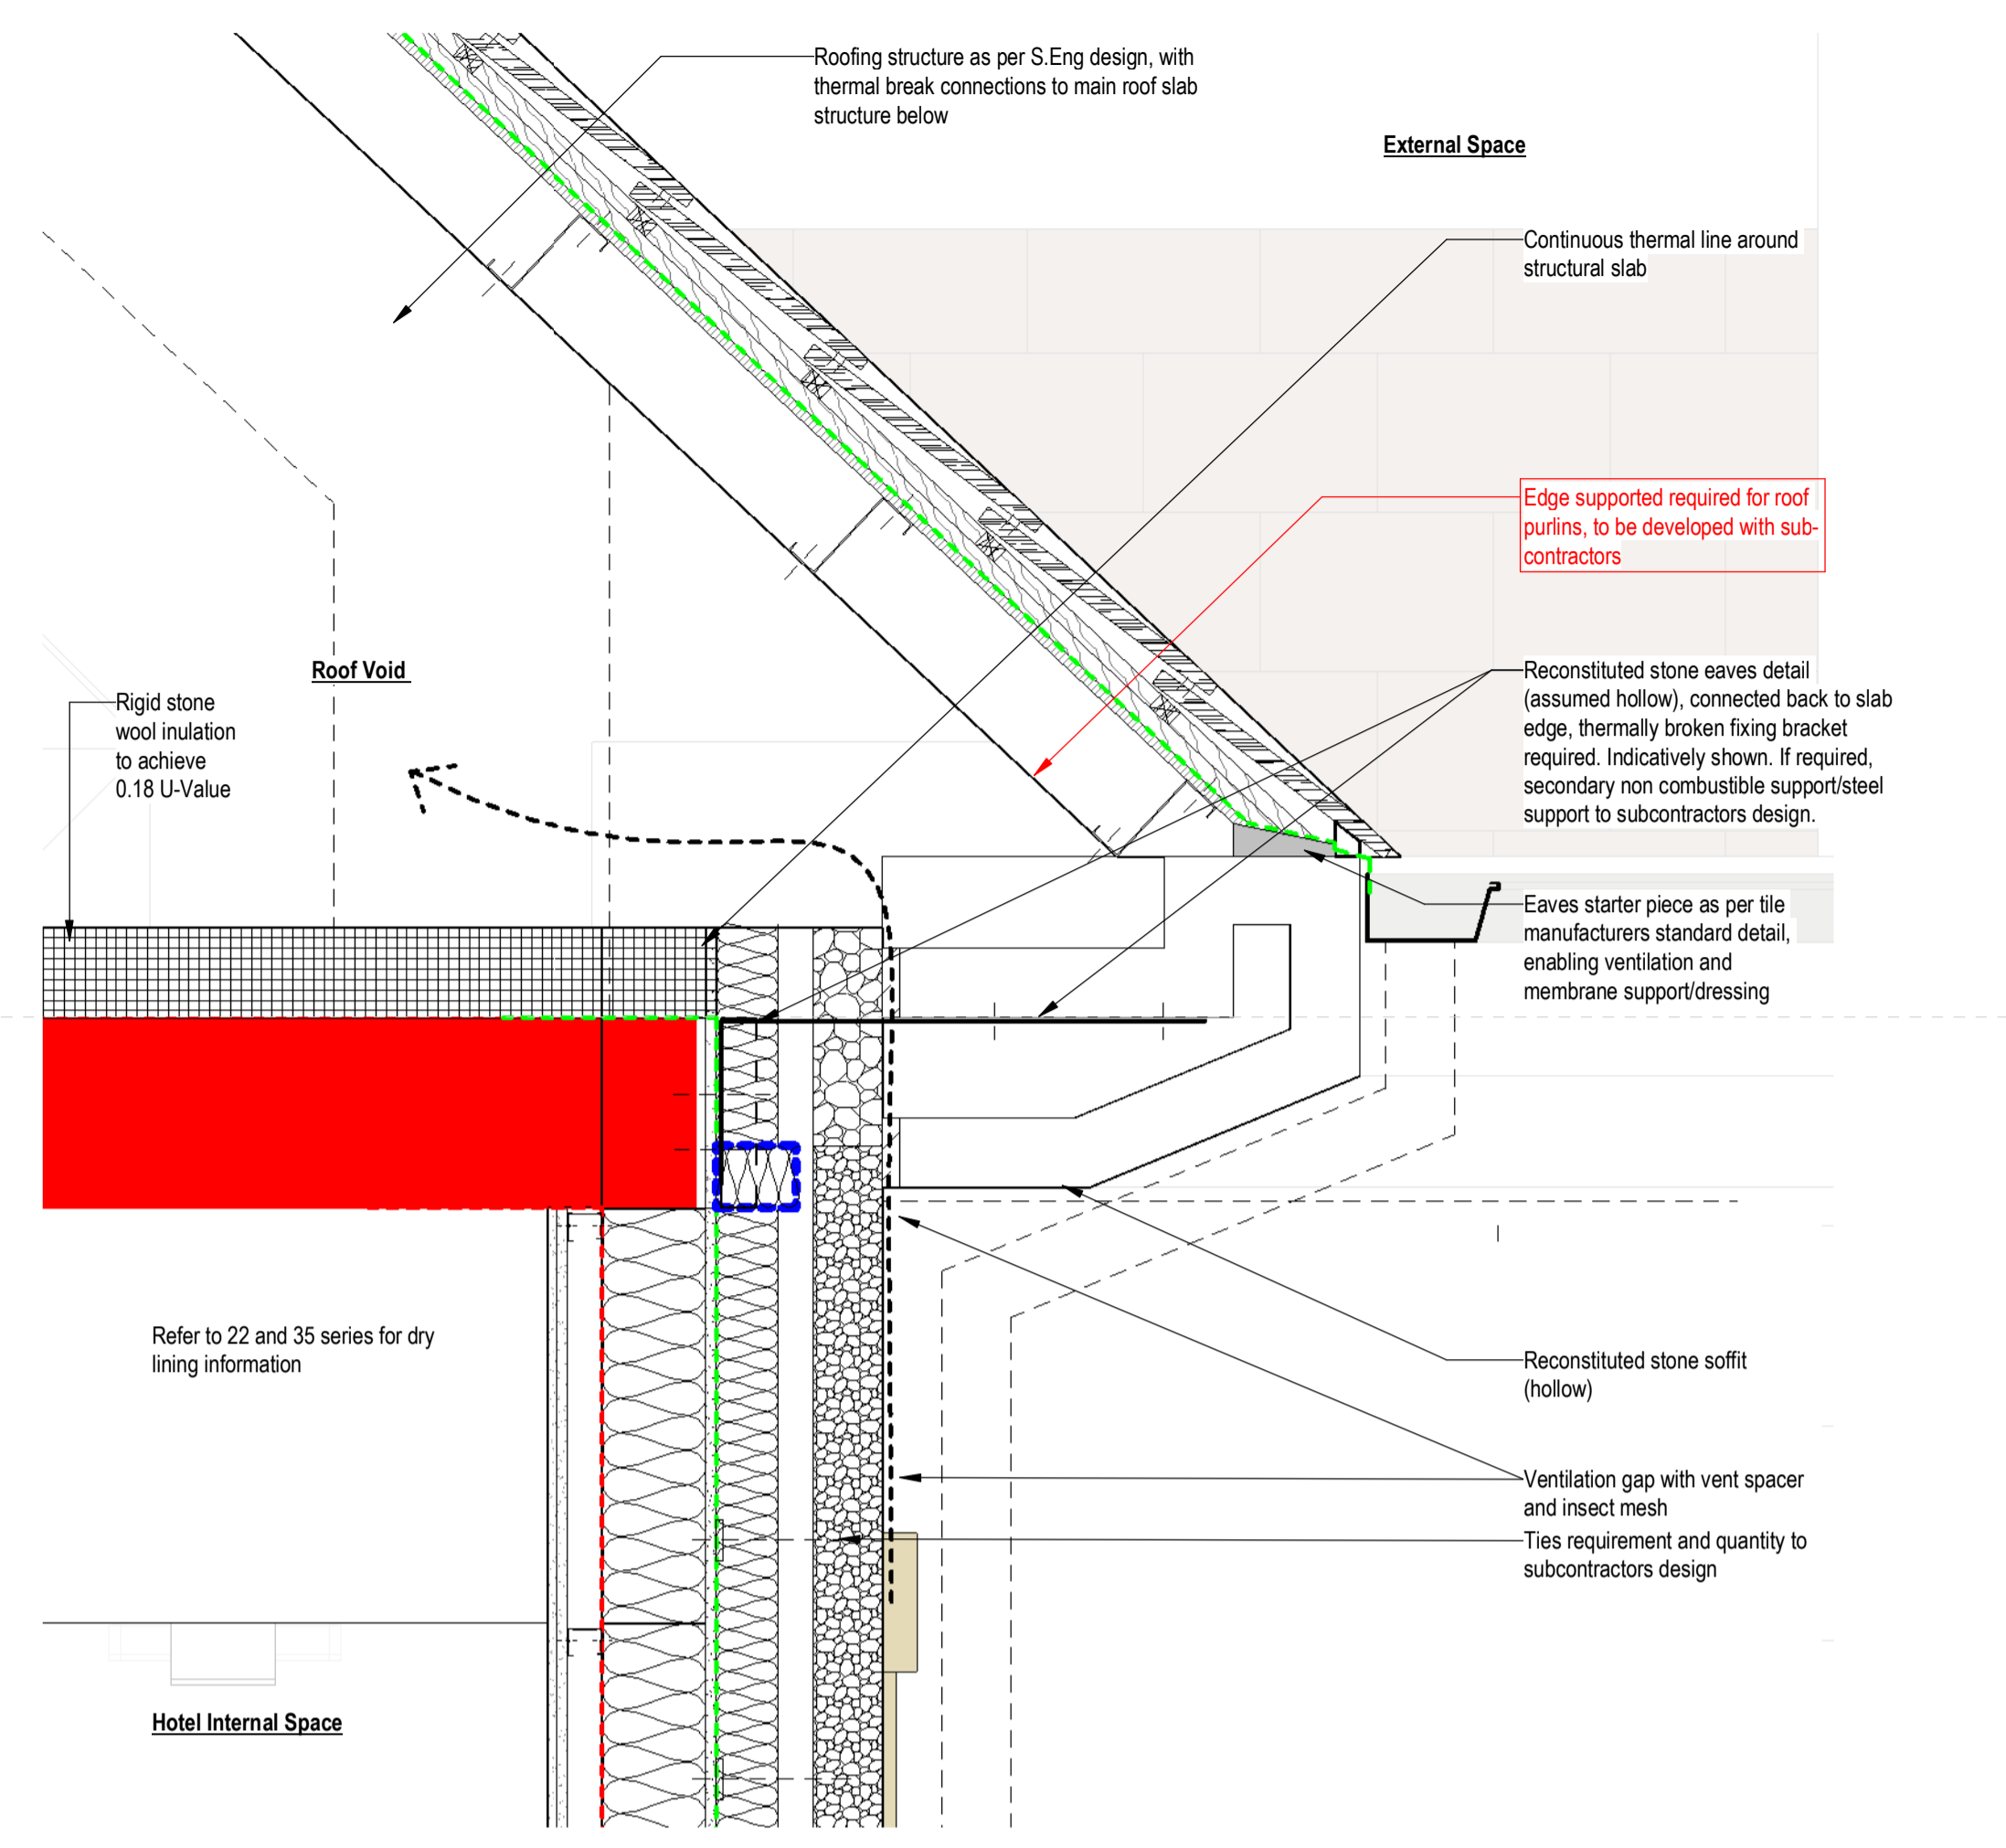 Roofing structure as per S.Eng design, with
thermal break connections to main roof slab
structure below
External Space
Continuous thermal line around
structural slab
Edge supported required for roof
purlins, to be developed with sub-
contractors
Roof Void
Rigid stone
wool inulation
to achieve
0.18 U-Value
Reconstituted stone eaves detail
(assumed hollow), connected back to slab
edge, thermally broken fixing bracket
required. Indicatively shown. If required,
secondary non combustible support/steel
support to subcontractors design.
Eaves starter piece as per tile
manufacturers standard detail,
enabling ventilation and
membrane support/dressing
Refer to 22 and 35 series for dry
lining information
Reconstituted stone soffit
(hollow)
Ventilation gap with vent spacer
and insect mesh
Ties requirement and quantity to
subcontractors design
Hotel Internal Space